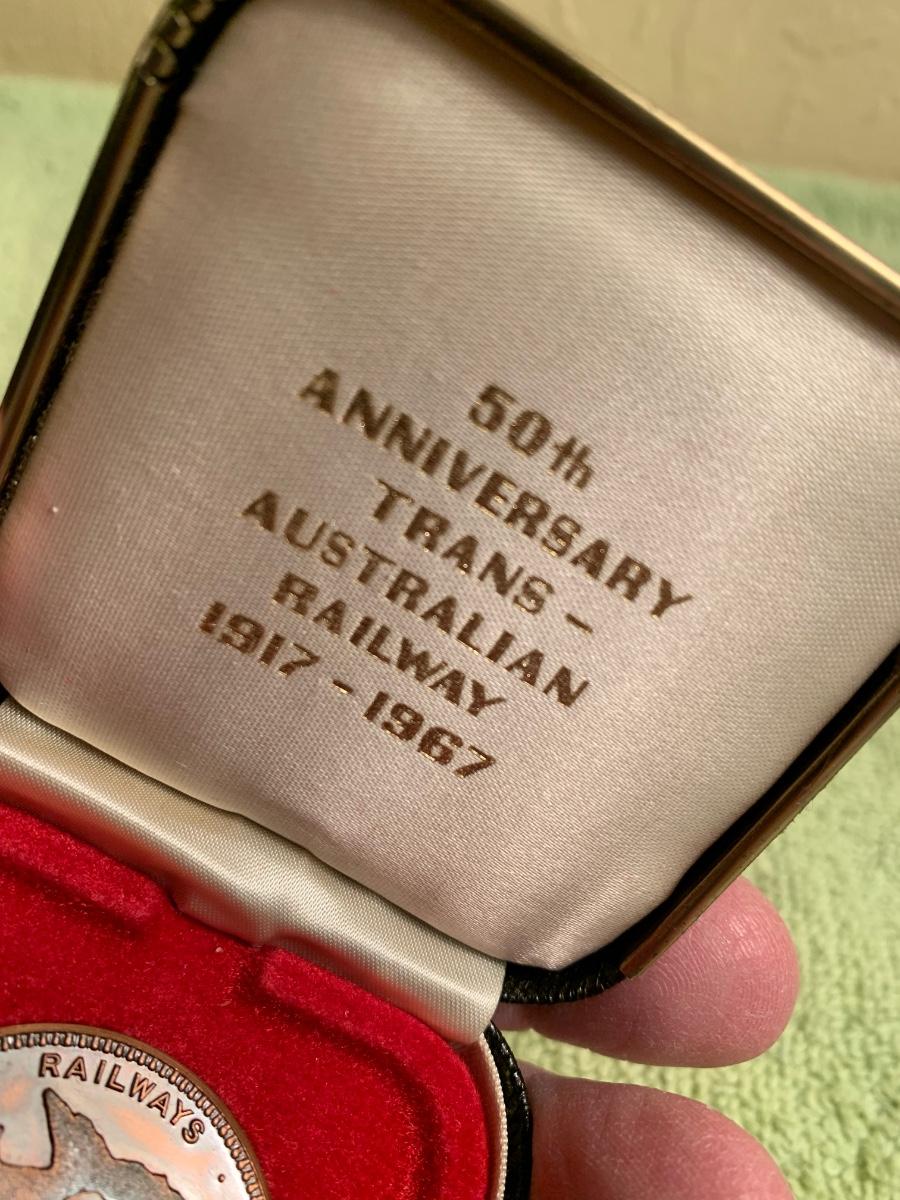 50th
ANNIVERSARY
TRANS -
AUSTRALIAN
RAILWAY
1917 - 1967
RAILWAYS